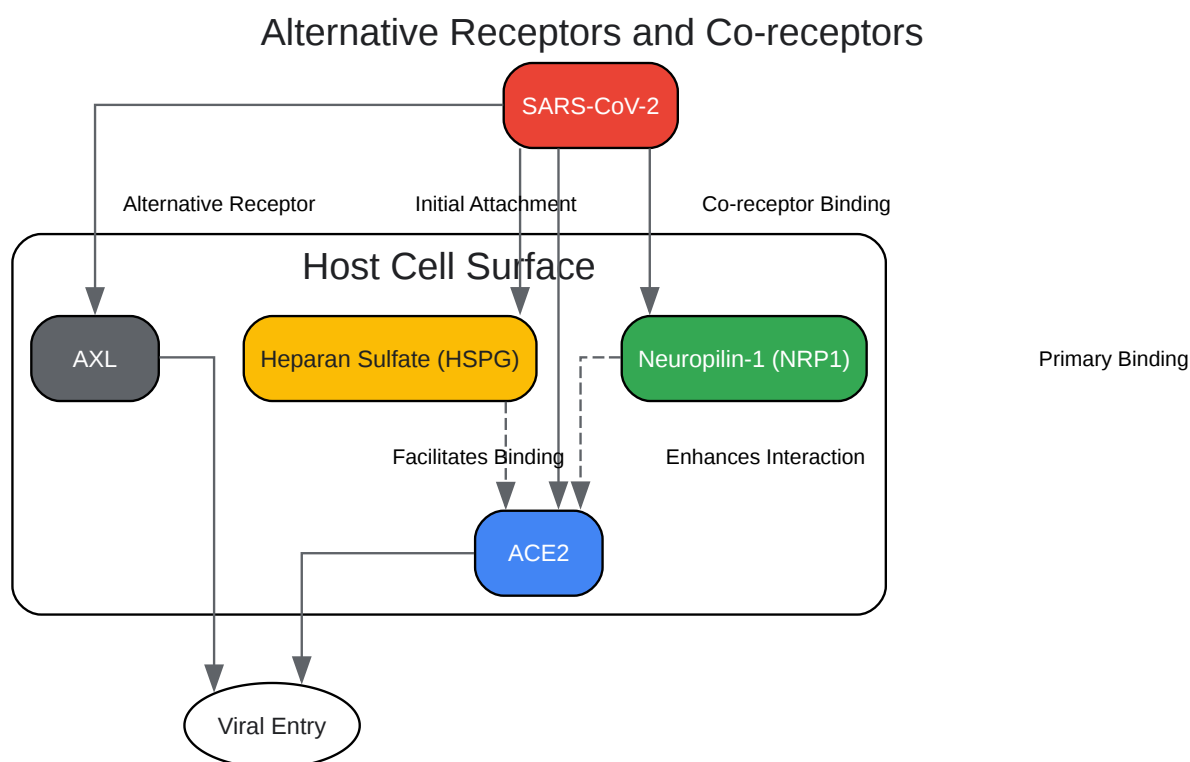 Alternative Receptors and Co-receptors
SARS-CoV-2
Alternative Receptor
Initial Attachment
Co-receptor Binding
Host Cell Surface
AXL
Heparan Sulfate (HSPG)
Neuropilin-1 (NRP1)
Primary Binding
Facilitates Binding
Enhances Interaction
ACE2
Viral Entry